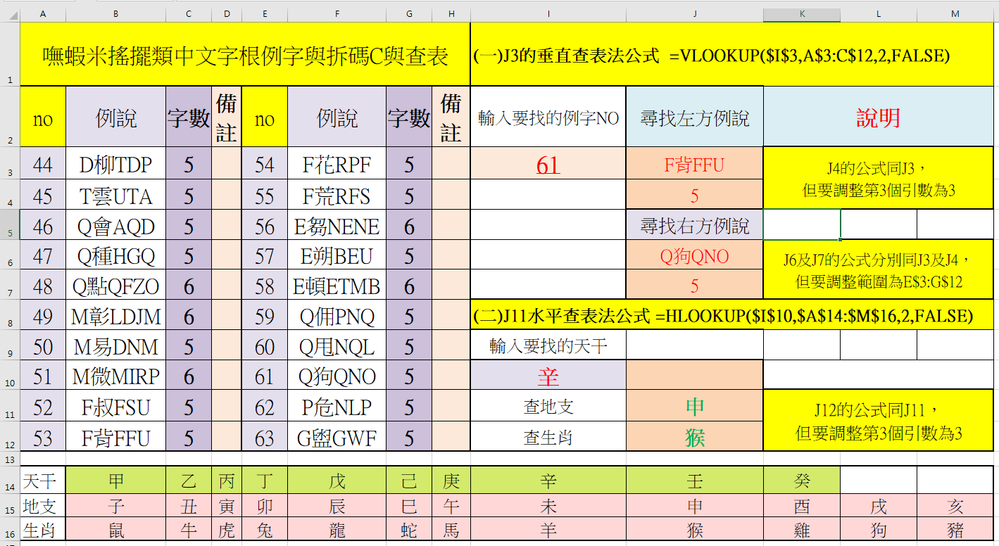 A B C D E F G H I J K L M
1 嘸蝦米搖擺類中文字根例字與拆碼C與查表 (一)J3的垂直查表法公式 =VLOOKUP($I$3,A$3:C$12,2,FALSE)
2 no 例說 字數 備註 no 例說 字數 備註 輸入要找的例字NO 尋找左方例說 說明
3 44 D柳TDP 5 54 F花RPF 5 61 F背FFU J4的公式同J3，
4 45 T雲UTA 5 55 F荒RFS 5 5 但要調整第3個引數為3
5 46 Q會AQD 5 56 E芻NENE 6 尋找右方例說
6 47 Q種HGQ 5 57 E朔BEU 5 Q狗QNO J6及J7的公式分別同J3及J4，
7 48 Q點QFZO 6 58 E頓ETMB 6 5 但要調整範圍為E$3:G$12
8 49 M彰LDJM 6 59 Q佣PNQ 5 (二)J11水平查表法公式 =HLOOKUP($I$10,$A$14:$M$16,2,FALSE)
9 50 M易DNM 5 60 Q甩NQL 5 輸入要找的天干
10 51 M微MIRP 6 61 Q狗QNO 5 辛
11 52 F叔FSU 5 62 P危NLP 5 查地支 申 J12的公式同J11，
12 53 F背FFU 5 63 G盥GWF 5 查生肖 猴 但要調整第3個引數為3
13
14 天干 甲 乙 丙 丁 戊 己 庚 辛 壬 癸
15 地支 子 丑 寅 卯 辰 巳 午 未 申 酉 戌 亥
16 生肖 鼠 牛 虎 兔 龍 蛇 馬 羊 猴 雞 狗 豬